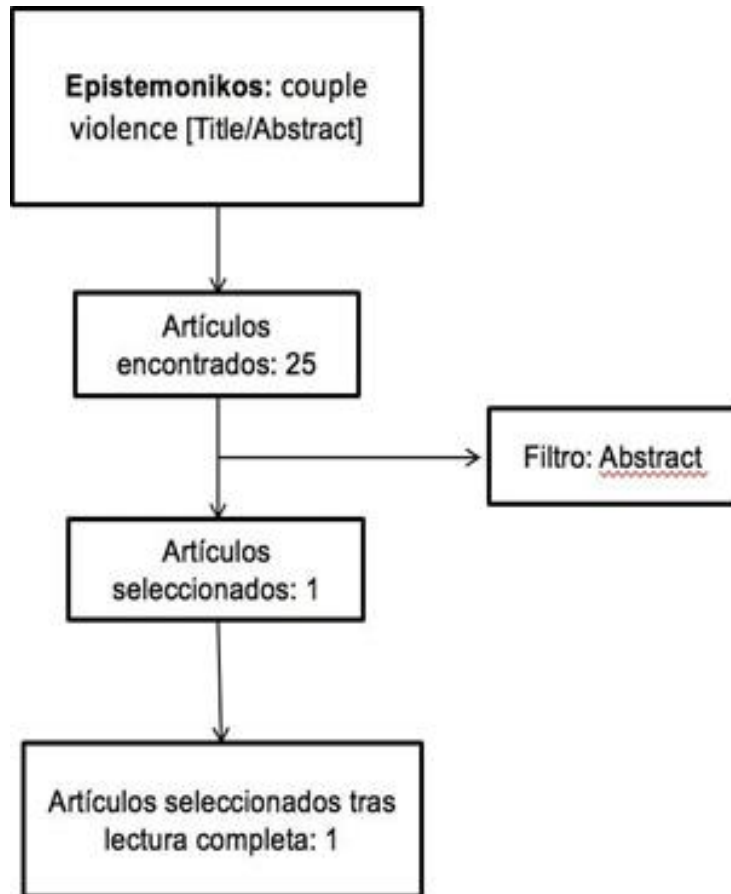 Epistemonikos: couple
violence [Title/Abstract]
Artículos
encontrados: 25
Filtro: Abstract
Artículos
seleccionados: 1
Artículos seleccionados tras
lectura completa: 1